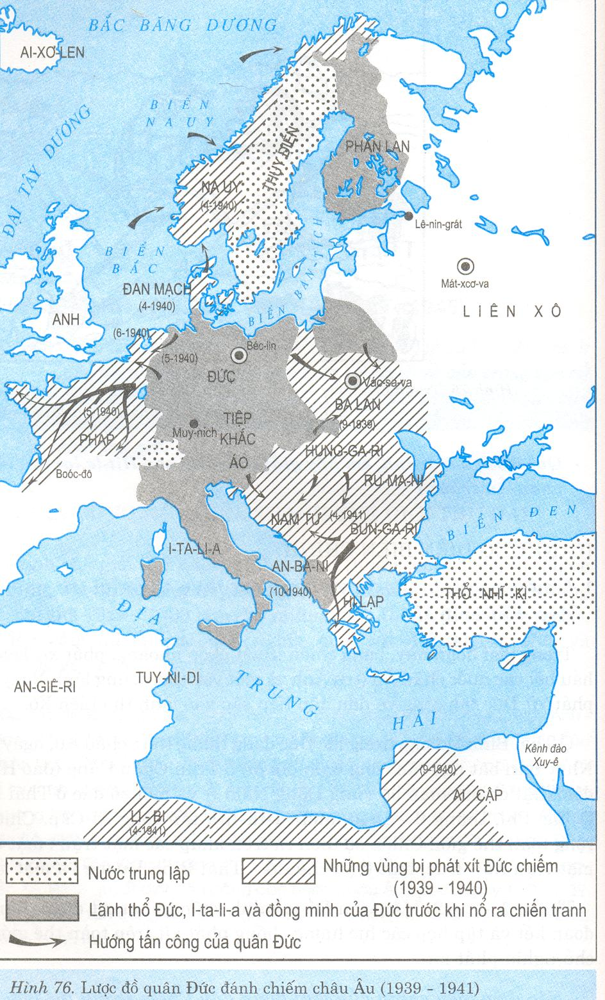 BẮC BĂNG DƯƠNG
AI-XƠ-LEN
BIỂN
NA UY
ĐẠI TÂY DƯƠNG
THỤY ĐIỂN
PHẦN LAN
NA UY
(4-1940)
Lê-nin-grát
BIỂN
BẮC
BIỂN BAN-TÍCH
Mát-xcơ-va
ĐAN MẠCH
(4-1940)
LIÊN XÔ
ANH
(6-1940)
(5-1940)
Béc-lin
ĐỨC
Vác-sa-va
BA LAN
(9-1939)
(5-1940)
PHÁP
Muy-nich
TIỆP
KHẮC
HUNG-GA-RI
ÁO
Boóc-đô
RU-MA-NI
NAM TƯ
(4-1941)
BUN-GA-RI
BIỂN ĐEN
I-TA-LI-A
AN-BA-NI
(10-1940)
HI LẠP
THỔ NHĨ KÌ
ĐỊA
TRUNG
HẢI
AN-GIÊ-RI
TUY-NI-DI
Kênh đào
Xuy-ê
(9-1940)
AI CẬP
LI-BI
(4-1941)
Nước trung lập
Những vùng bị phát xít Đức chiếm
(1939 - 1940)
Lãnh thổ Đức, I-ta-li-a và đồng minh của Đức trước khi nổ ra chiến tranh
Hướng tấn công của quân Đức
Hình 76. Lược đồ quân Đức đánh chiếm châu Âu (1939 - 1941)